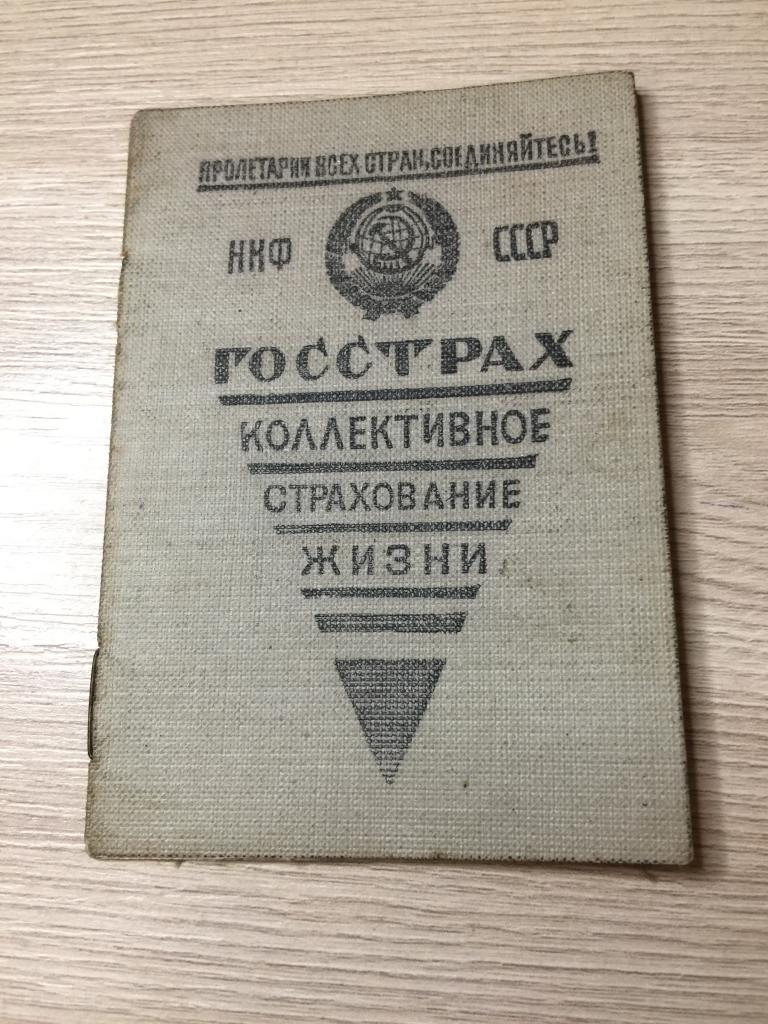 ПРОЛЕТАРИИ ВСЕХ СТРАН, СОЕДИНЯЙТЕСЬ!
НКФ СССР
ГОССТРАХ
КОЛЛЕКТИВНОЕ
СТРАХОВАНИЕ
ЖИЗНИ